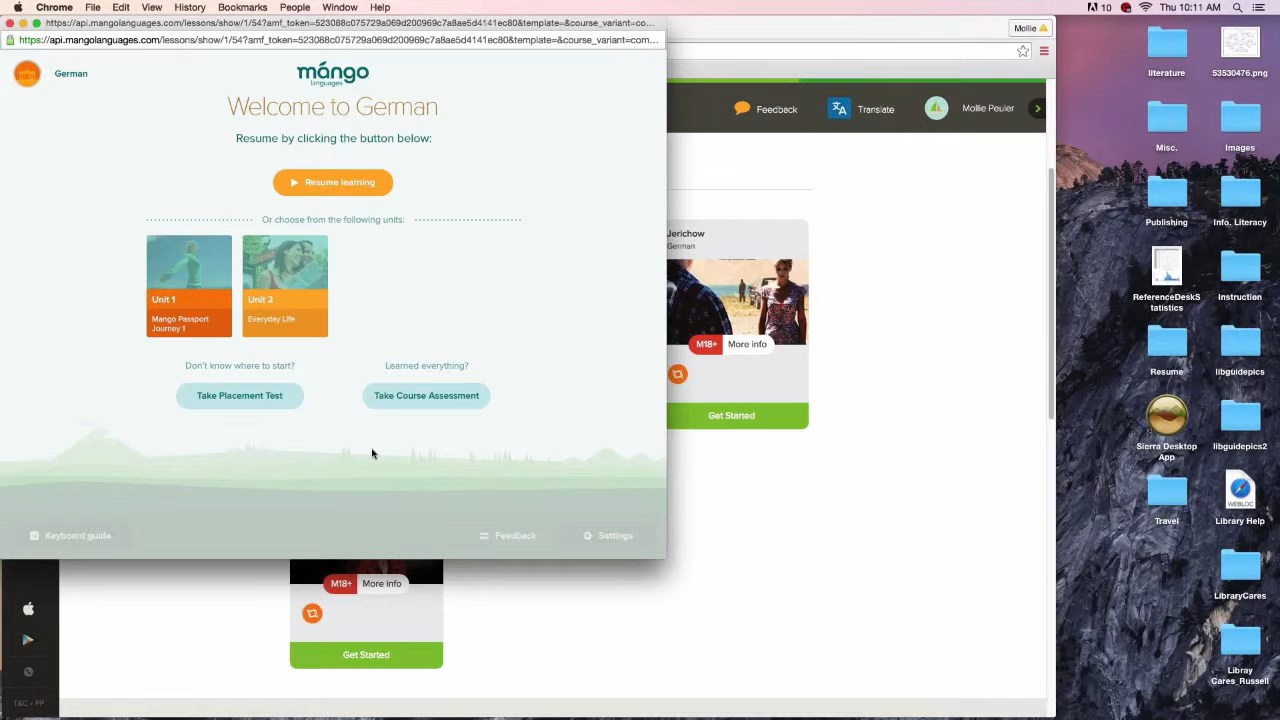 Chrome File Edit View History Bookmarks People Window Help
10 Thu 10:11 AM
https://api.mangolanguages.com/lessons/show/1/54?amf_token=523088c075729a069d200969c7a8ae5d4141ec80&template=&course_variant=com...
Mollie
https://api.mangolanguages.com/lessons/show/1/54?amf_token=523088c075729a069d200969c7a8ae5d4141ec80&template=&course_variant=com...
German
mango
languages
Welcome to German
Resume by clicking the button below:
Resume learning
Or choose from the following units:
Unit 1
Mango Passport
Journey 1
Unit 2
Everyday Life
Don't know where to start?
Learned everything?
Take Placement Test
Take Course Assessment
Keyboard guide
Feedback
Settings
Feedback
Translate
Mollie Peuler
Jerichow
German
M18+ More info
Get Started
M18+ More info
Get Started
T&C • PP
literature
53530476.png
Misc.
Images
Publishing
Info. Literacy
ReferenceDeskS
tatistics
Instruction
Resume
libguidepics
Sierra Desktop
App
libguidepics2
WEBLOC
Travel
Library Help
LibraryCares
Libray
Cares_Russell